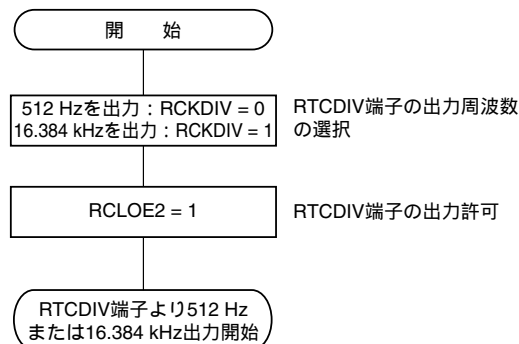 開　始
512 Hzを出力：RCKDIV = 0
16.384 kHzを出力：RCKDIV = 1
RTCDIV端子の出力周波数
の選択
RCLOE2 = 1
RTCDIV端子の出力許可
RTCDIV端子より512 Hz
または16.384 kHz出力開始